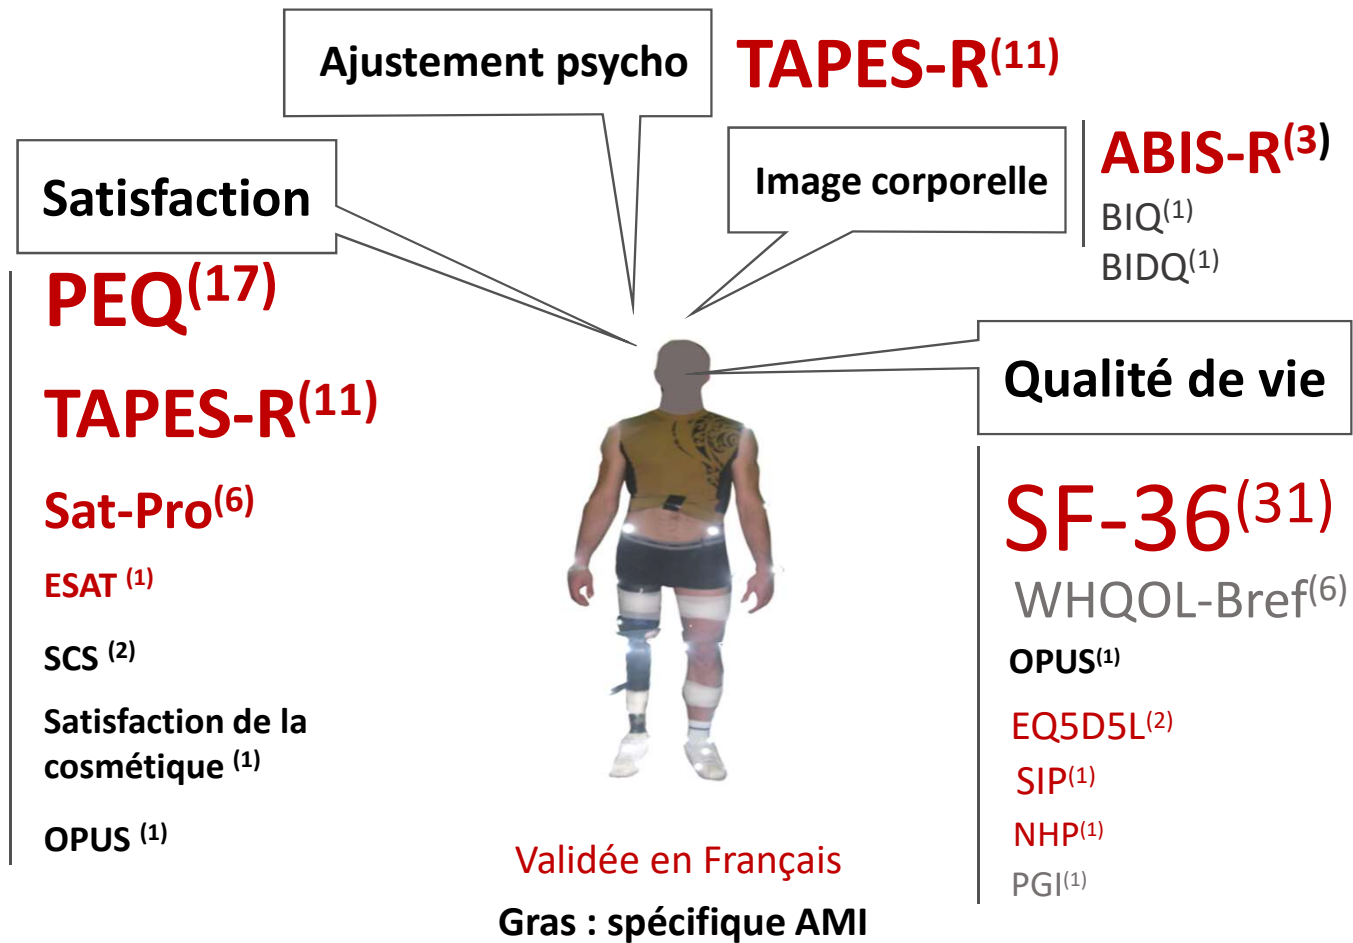 Ajustement psycho
TAPES-R(11)
Satisfaction
Image corporelle
ABIS-R(3)
BIQ(1)
BIDQ(1)
PEQ(17)
TAPES-R(11)
Sat-Pro(6)
ESAT (1)
SCS (2)
Satisfaction de la
cosmétique (1)
OPUS (1)
Qualité de vie
SF-36(31)
WHQOL-Bref(6)
OPUS(1)
EQ5D5L(2)
SIP(1)
NHP(1)
PGI(1)
Validée en Français
Gras : spécifique AMI